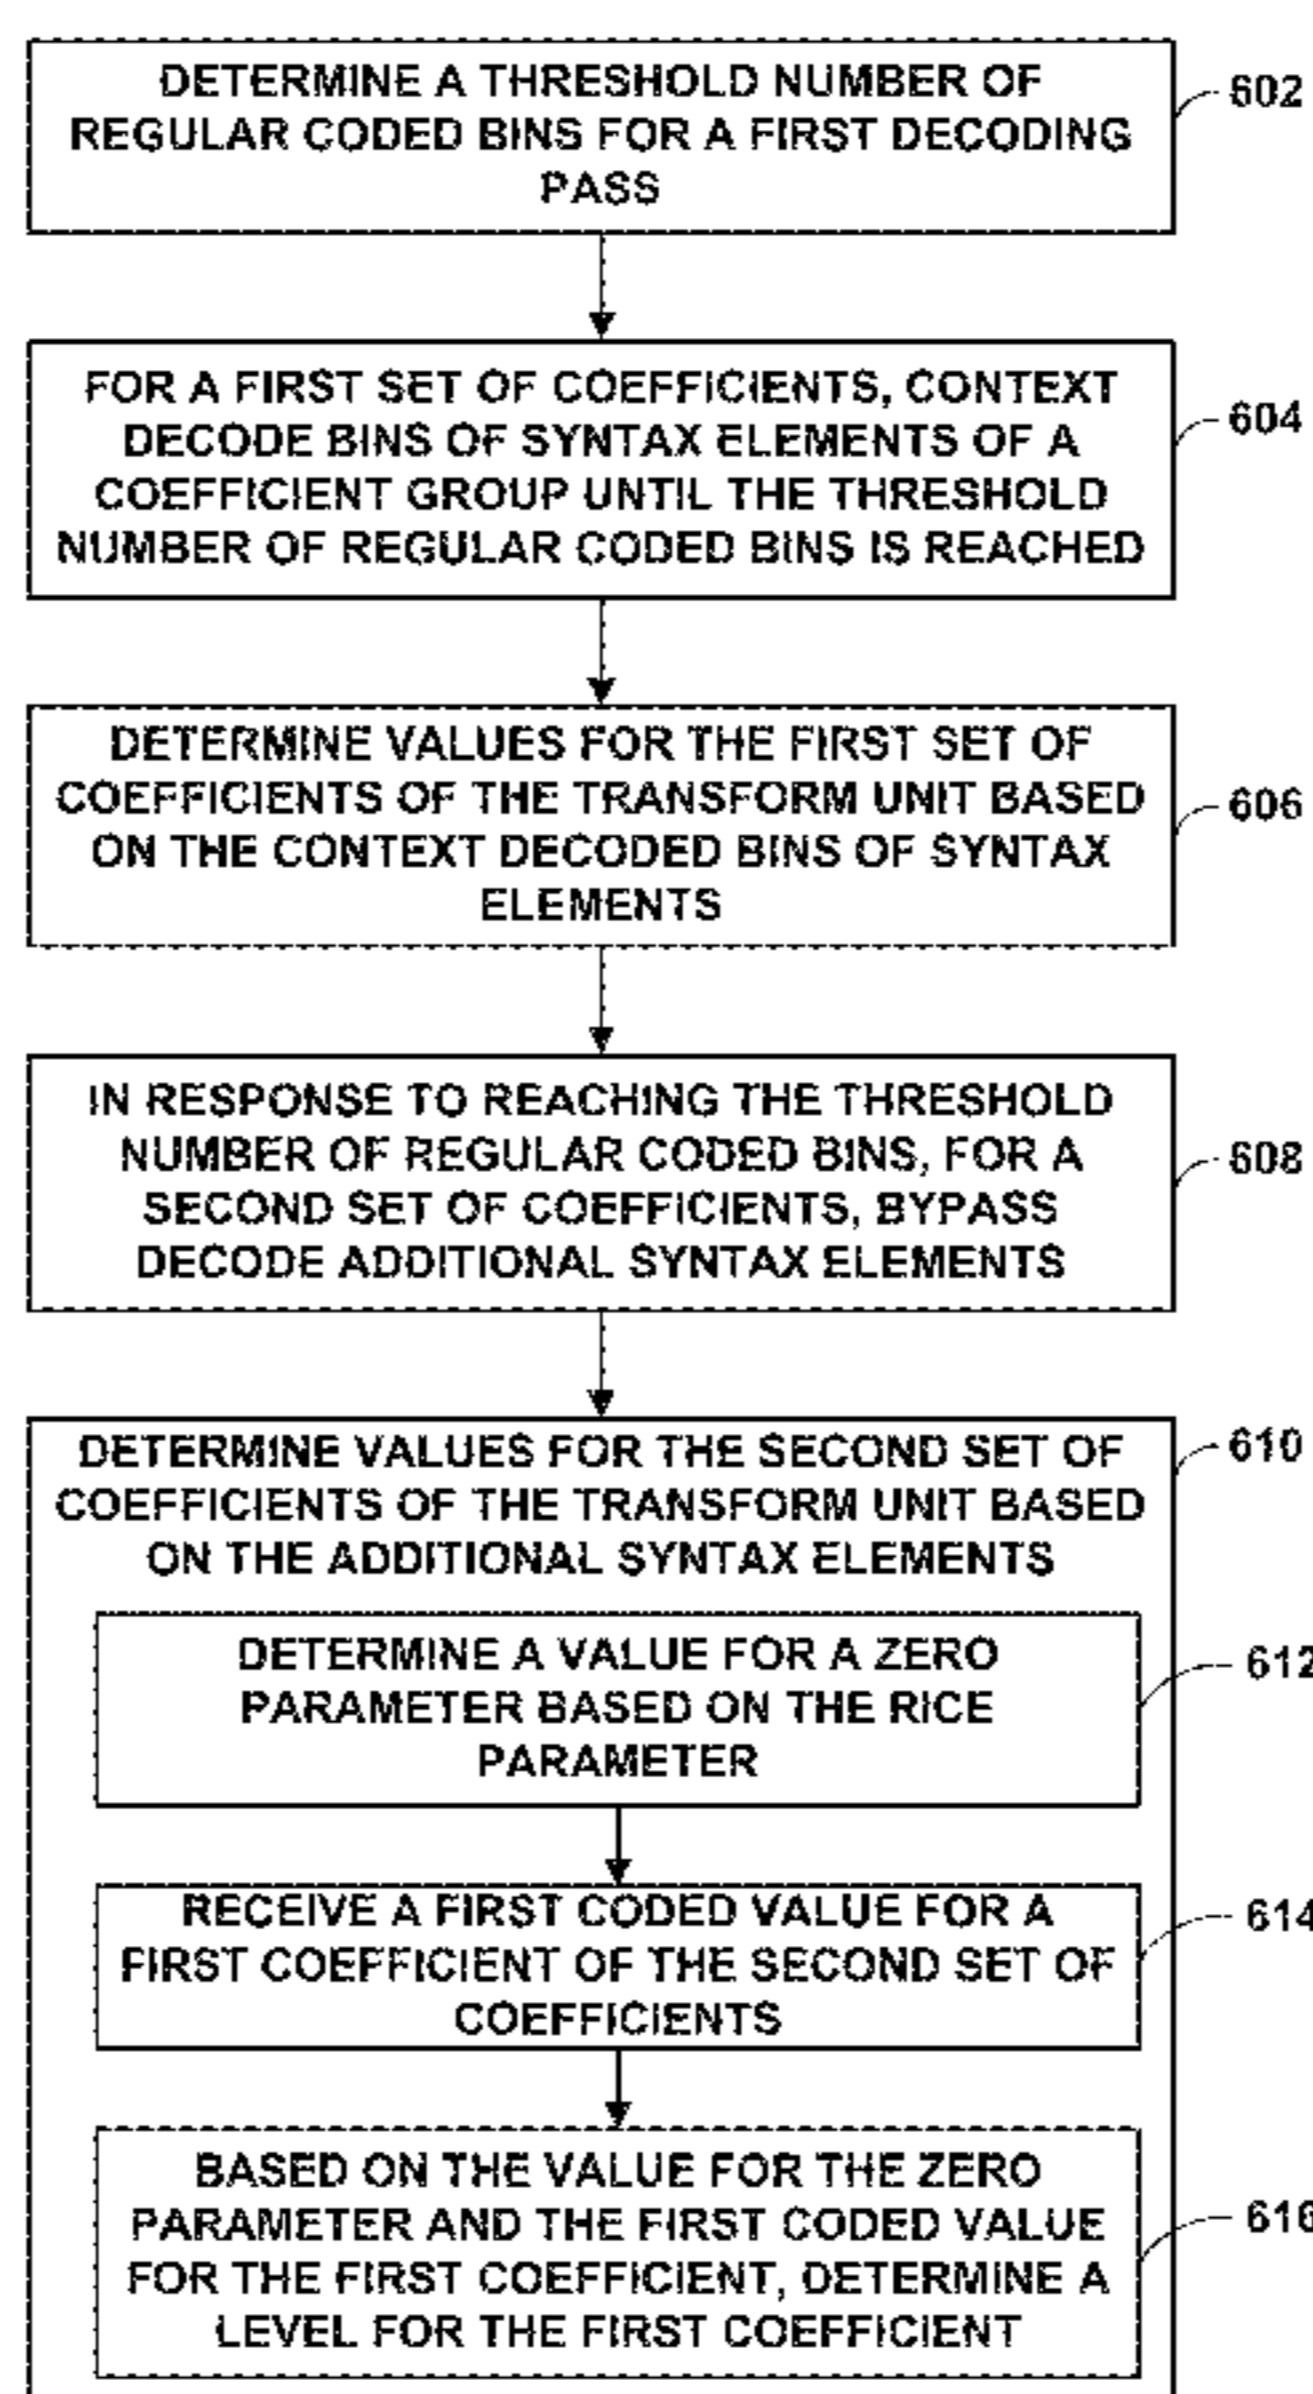 DETERMINE A THRESHOLD NUMBER OF
REGULAR CODED BINS FOR A FIRST DECODING
PASS
602
FOR A FIRST SET OF COEFFICIENTS, CONTEXT
DECODE BINS OF SYNTAX ELEMENTS OF A
COEFFICIENT GROUP UNTIL THE THRESHOLD
NUMBER OF REGULAR CODED BINS IS REACHED
604
DETERMINE VALUES FOR THE FIRST SET OF
COEFFICIENTS OF THE TRANSFORM UNIT BASED
ON THE CONTEXT DECODED BINS OF SYNTAX
ELEMENTS
606
IN RESPONSE TO REACHING THE THRESHOLD
NUMBER OF REGULAR CODED BINS, FOR A
SECOND SET OF COEFFICIENTS, BYPASS
DECODE ADDITIONAL SYNTAX ELEMENTS
608
DETERMINE VALUES FOR THE SECOND SET OF
COEFFICIENTS OF THE TRANSFORM UNIT BASED
ON THE ADDITIONAL SYNTAX ELEMENTS
610
DETERMINE A VALUE FOR A ZERO
PARAMETER BASED ON THE RICE
PARAMETER
612
RECEIVE A FIRST CODED VALUE FOR A
FIRST COEFFICIENT OF THE SECOND SET OF
COEFFICIENTS
614
BASED ON THE VALUE FOR THE ZERO
PARAMETER AND THE FIRST CODED VALUE
FOR THE FIRST COEFFICIENT, DETERMINE A
LEVEL FOR THE FIRST COEFFICIENT
616